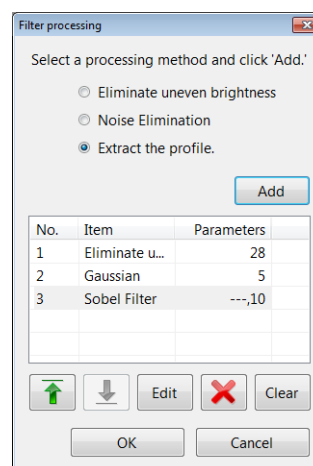 Filter processing
Select a processing method and click 'Add.'
Eliminate uneven brightness
Noise Elimination
Extract the profile.
Add
No. Item Parameters
1 Eliminate u... 28
2 Gaussian 5
3 Sobel Filter ---,10
Edit Clear
OK Cancel